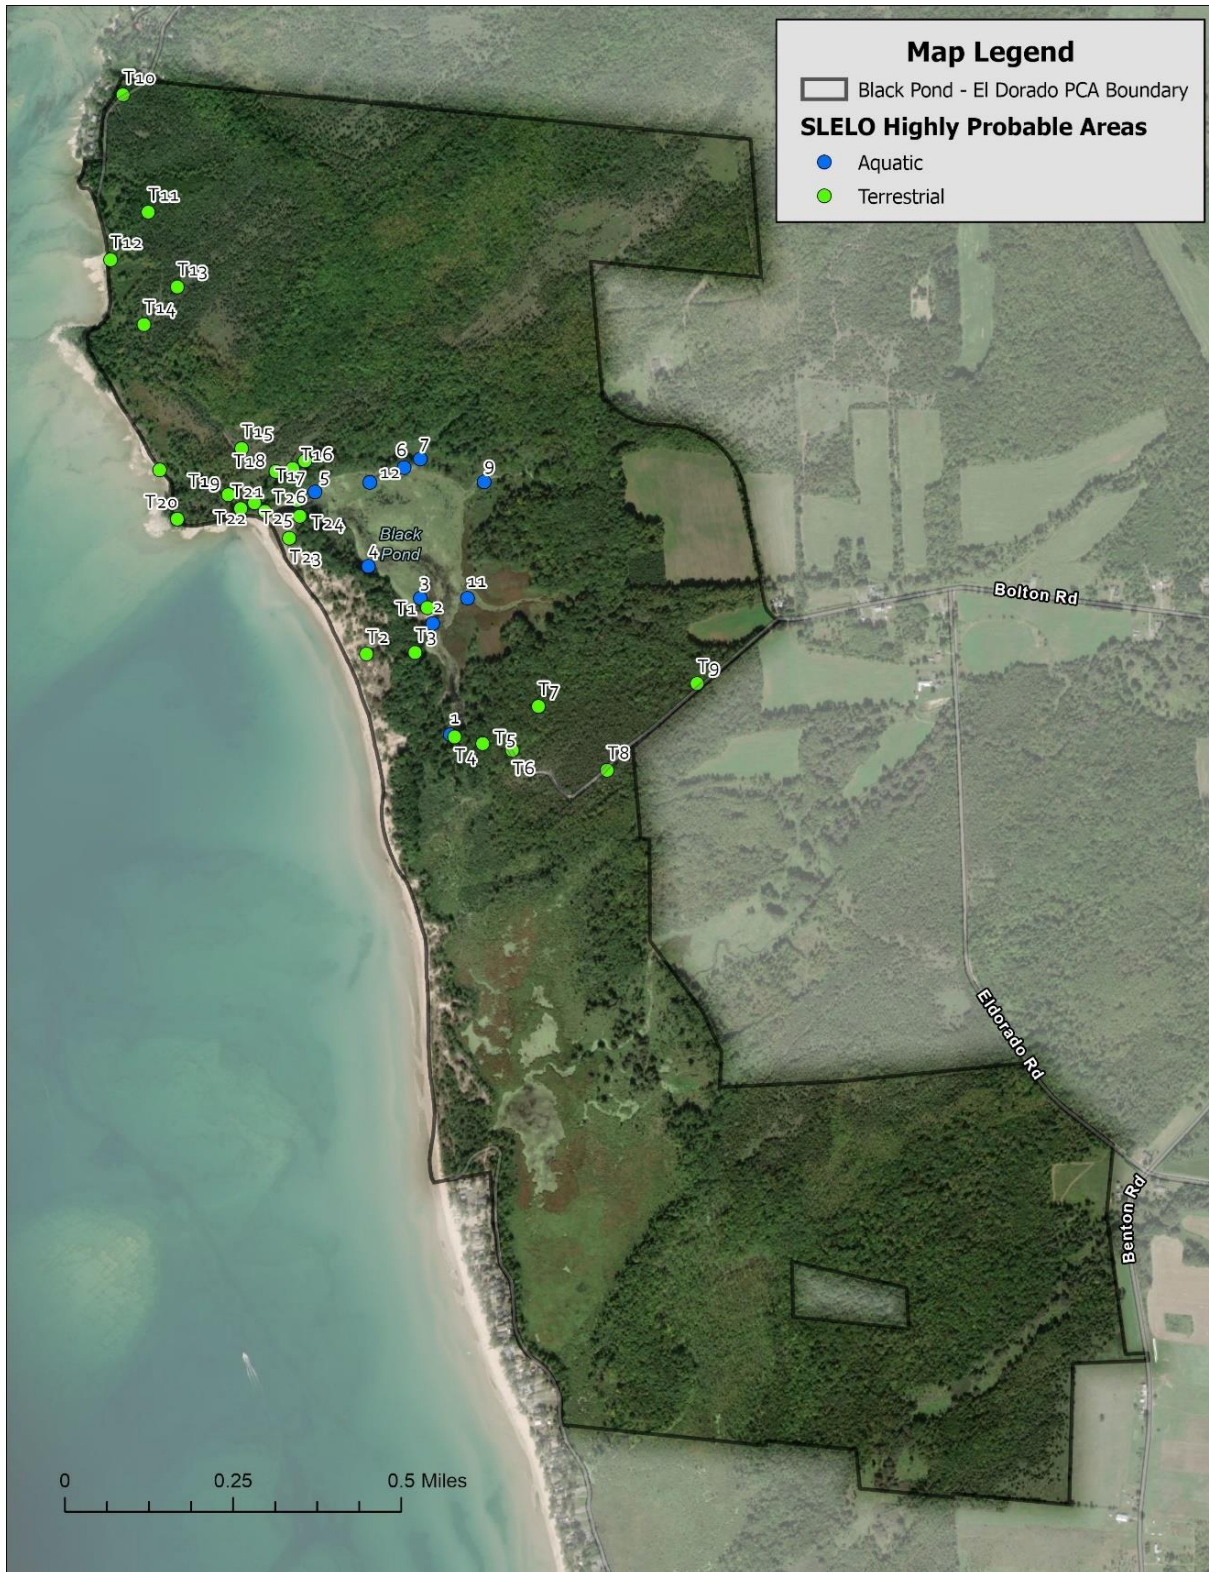 Map Legend
Black Pond - El Dorado PCA Boundary
SLELO Highly Probable Areas
Aquatic
Terrestrial
T10
T11
T12
T13
T14
T15
T16
T18
T17
12
6
7
9
5
T19
T21
T26
T20
T22
T25
T24
T23
Black
Pond
4
3
11
T1
2
T2
T3
Bolton Rd
T9
T7
1
T4
T5
T6
T8
Eldorado Rd
Benton Rd
0
0.25
0.5 Miles